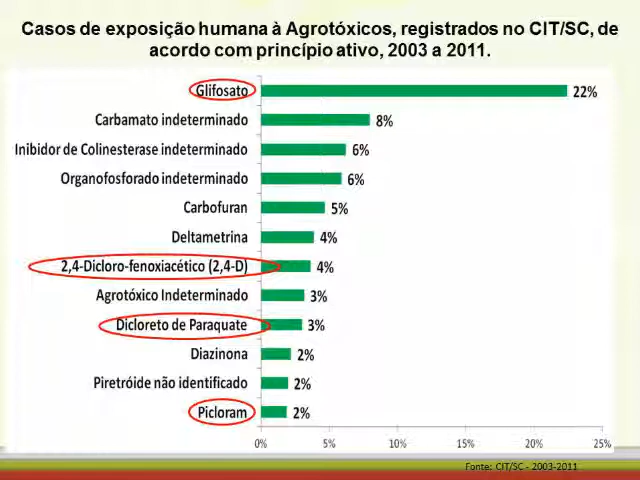 Casos de exposição humana à Agrotóxicos, registrados no CIT/SC, de
acordo com princípio ativo, 2003 a 2011.
Glifosato 22%
Carbamato indeterminado 8%
Inibidor de Colinesterase indeterminado 6%
Organofosforado indeterminado 6%
Carbofuran 5%
Deltametrina 4%
2,4-Dicloro-fenoxiacético (2,4-D) 4%
Agrotóxico Indeterminado 3%
Dicloreto de Paraquate 3%
Diazinona 2%
Piretróide não identificado 2%
Picloram 2%
0% 5% 10% 15% 20% 25%
Fonte: CIT/SC - 2003-2011